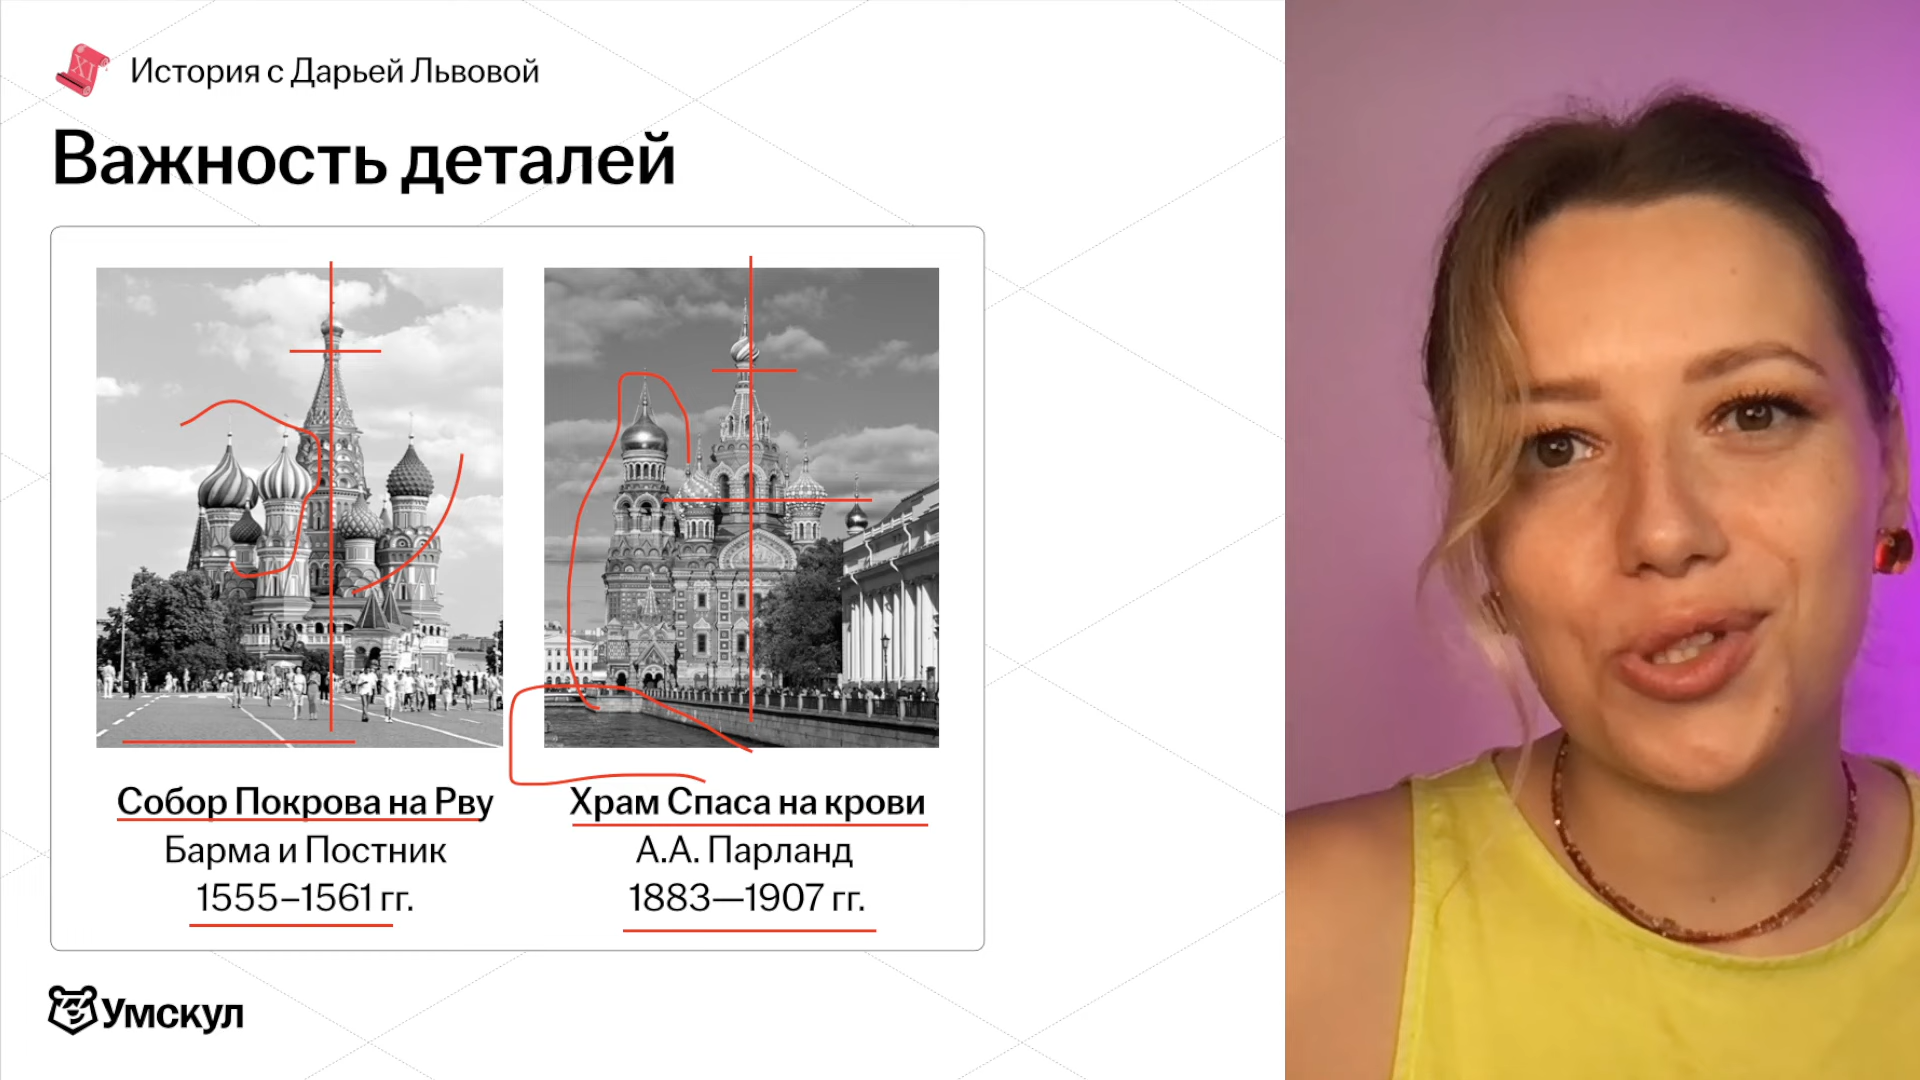 XI
История с Дарьей Львовой
Важность деталей
Собор Покрова на Рву
Барма и Постник
1555–1561 гг.
Храм Спаса на крови
А.А. Парланд
1883—1907 гг.
Умскул